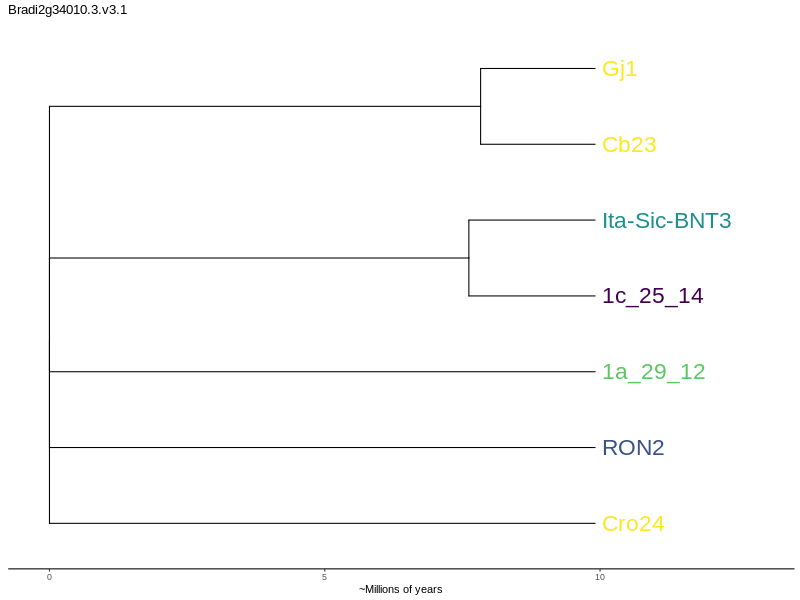 Bradi2g34010.3.v3.1
Gj1
Cb23
Ita-Sic-BNT3
1c_25_14
1a_29_12
RON2
Cro24
0 5 10
~Millions of years